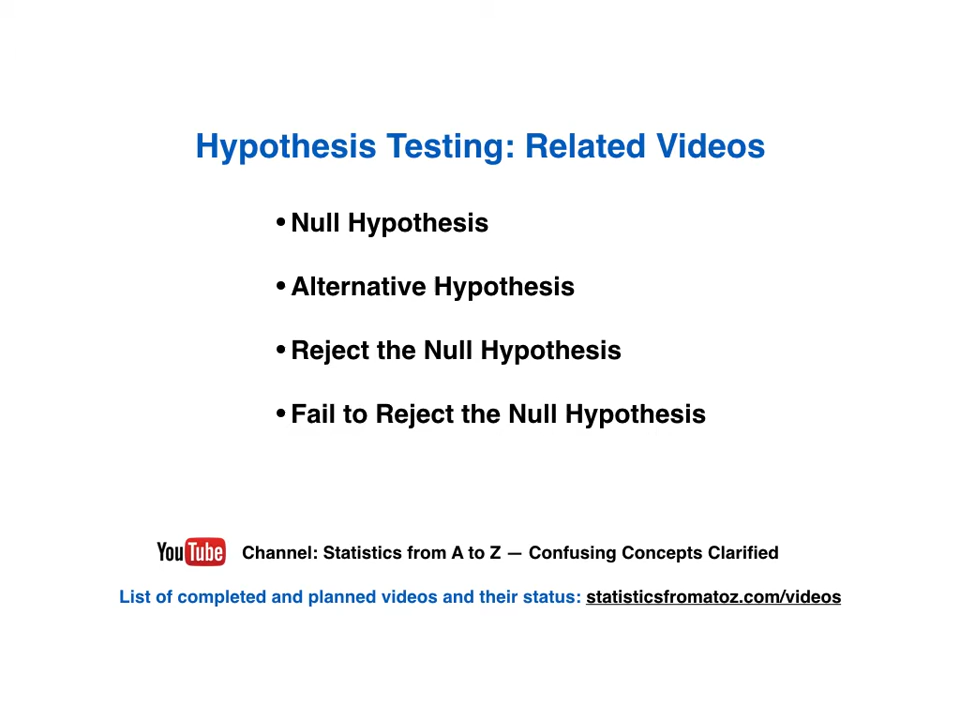 Hypothesis Testing: Related Videos
• Null Hypothesis
• Alternative Hypothesis
• Reject the Null Hypothesis
• Fail to Reject the Null Hypothesis
YouTube Channel: Statistics from A to Z — Confusing Concepts Clarified
List of completed and planned videos and their status: statisticsfromatoz.com/videos